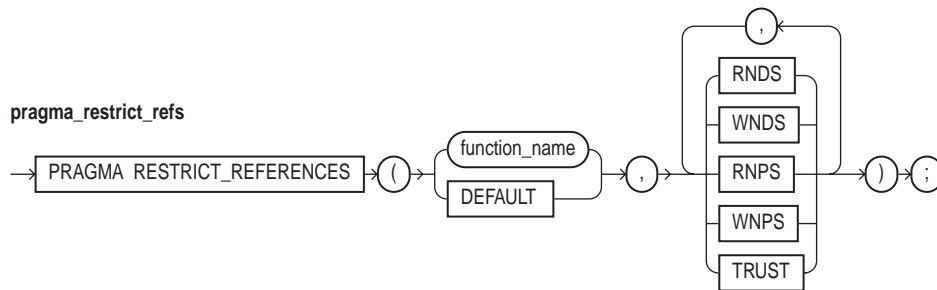 ,
RNDS
pragma_restrict_refs
WNDS
function_name
PRAGMA RESTRICT_REFERENCES ( , RNPS ) ;
DEFAULT
WNPS
TRUST